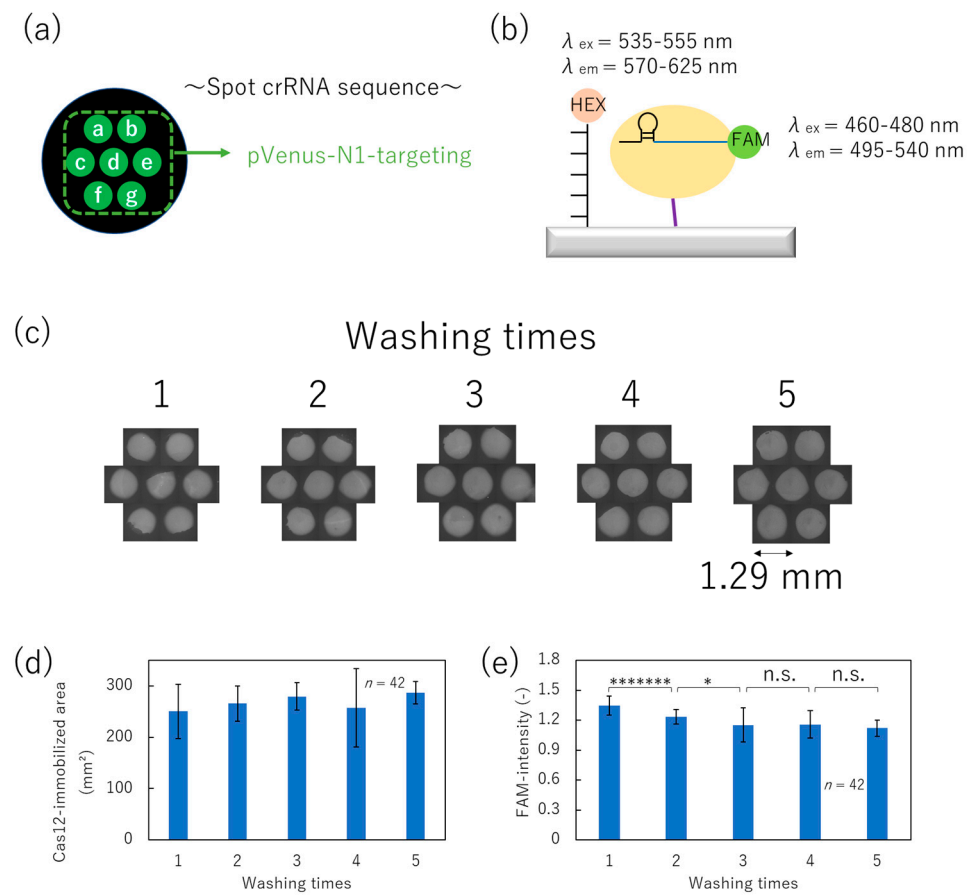 (a)
～Spot crRNA sequence～
a b
c d e
f g
pVenus-N1-targeting
(b)
λ ex = 535-555 nm
λ em = 570-625 nm
HEX
FAM
λ ex = 460-480 nm
λ em = 495-540 nm
(c)
Washing times
1 2 3 4 5
1.29 mm
(d)
Cas12-immobilized area
(mm²)
300
200
100
0
n = 42
1 2 3 4 5
Washing times
(e)
FAM-intensity (-)
1.8
1.5
1.2
0.9
0.6
0.3
0
******* * n.s. n.s.
n = 42
1 2 3 4 5
Washing times